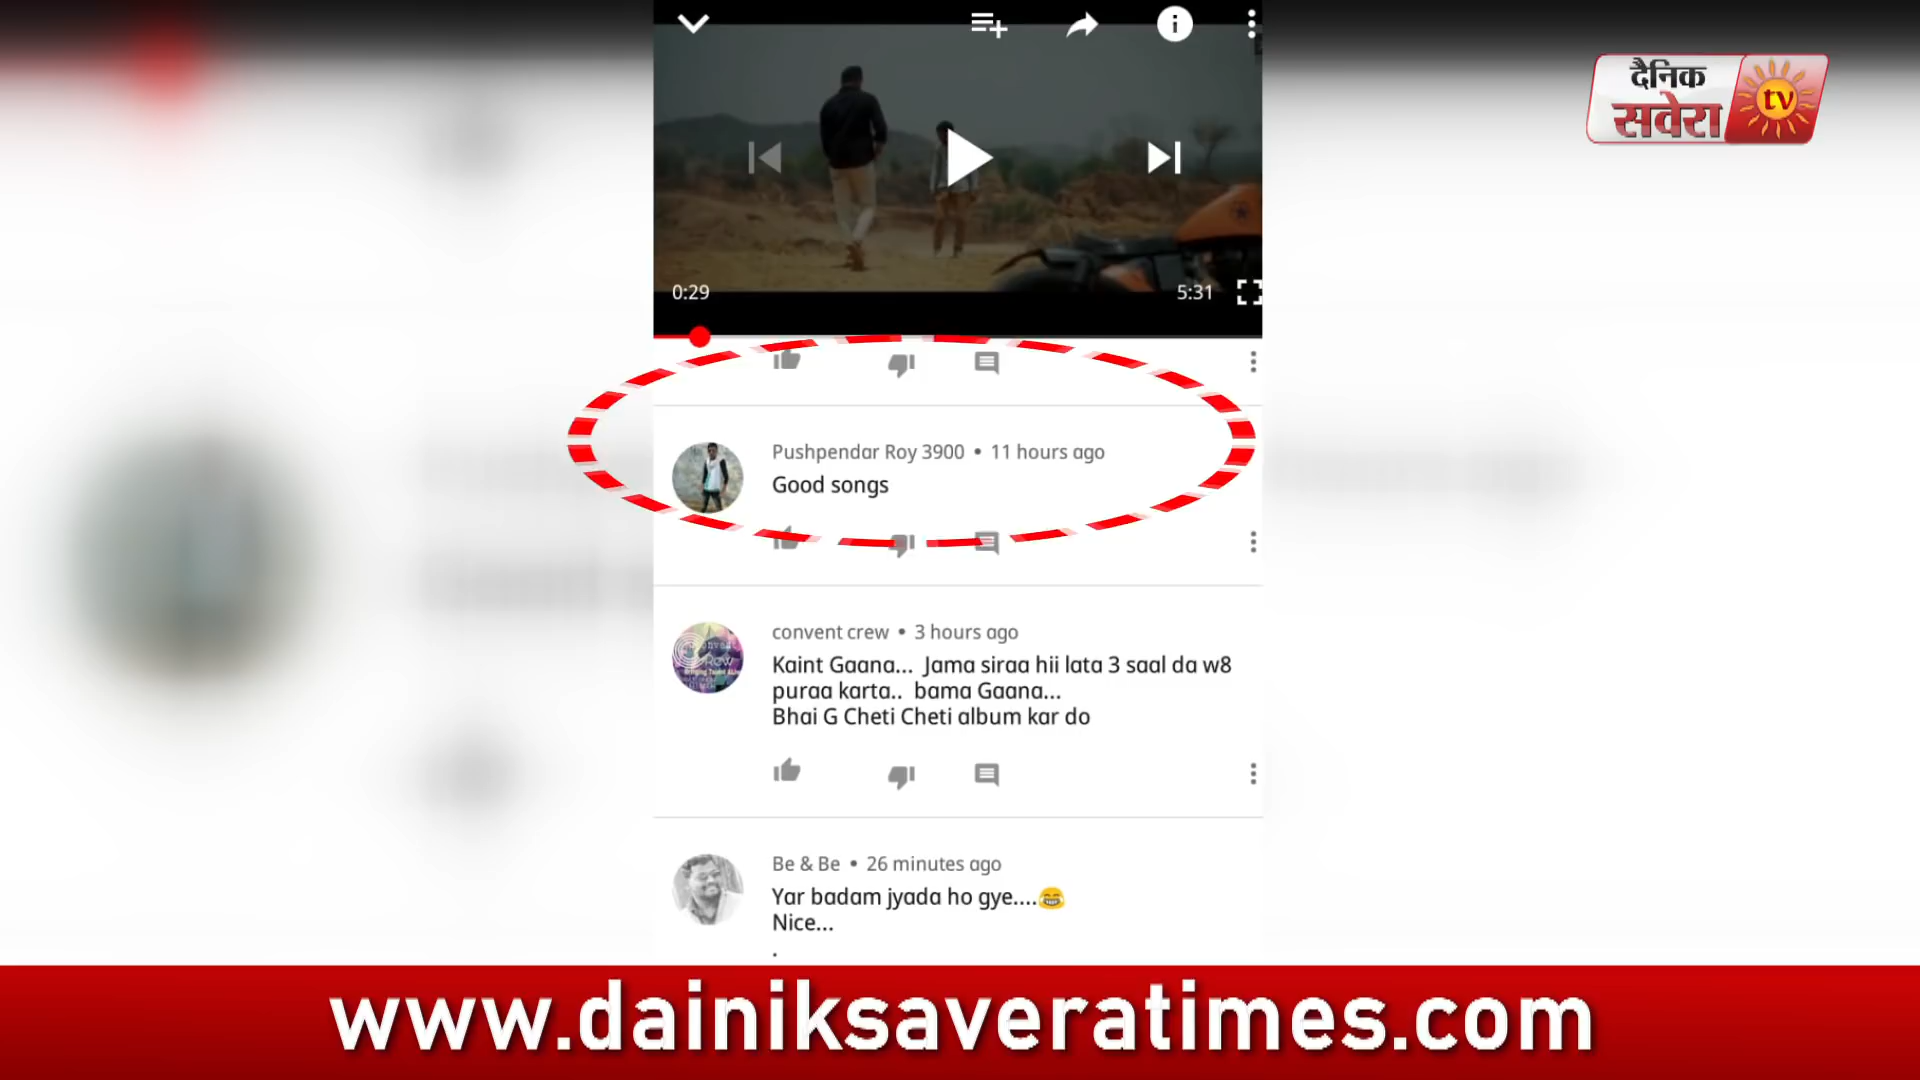 दैनिक
सवेरा
tv
0:29
5:31
Pushpendar Roy 3900 • 11 hours ago
Good songs
convent crew • 3 hours ago
Kaint Gaana... Jama siraa hii lata 3 saal da w8
puraa karta.. bama Gaana...
Bhai G Cheti Cheti album kar do
Be & Be • 26 minutes ago
Yar badam jyada ho gye....😂
Nice...
.
www.dainiksaveratimes.com